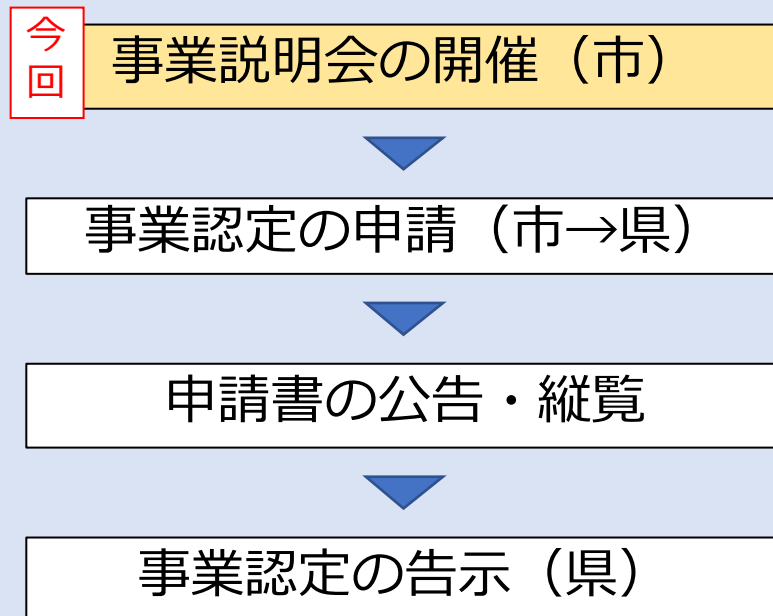 今
回
事業説明会の開催（市）
事業認定の申請（市→県）
申請書の公告・縦覧
事業認定の告示（県）